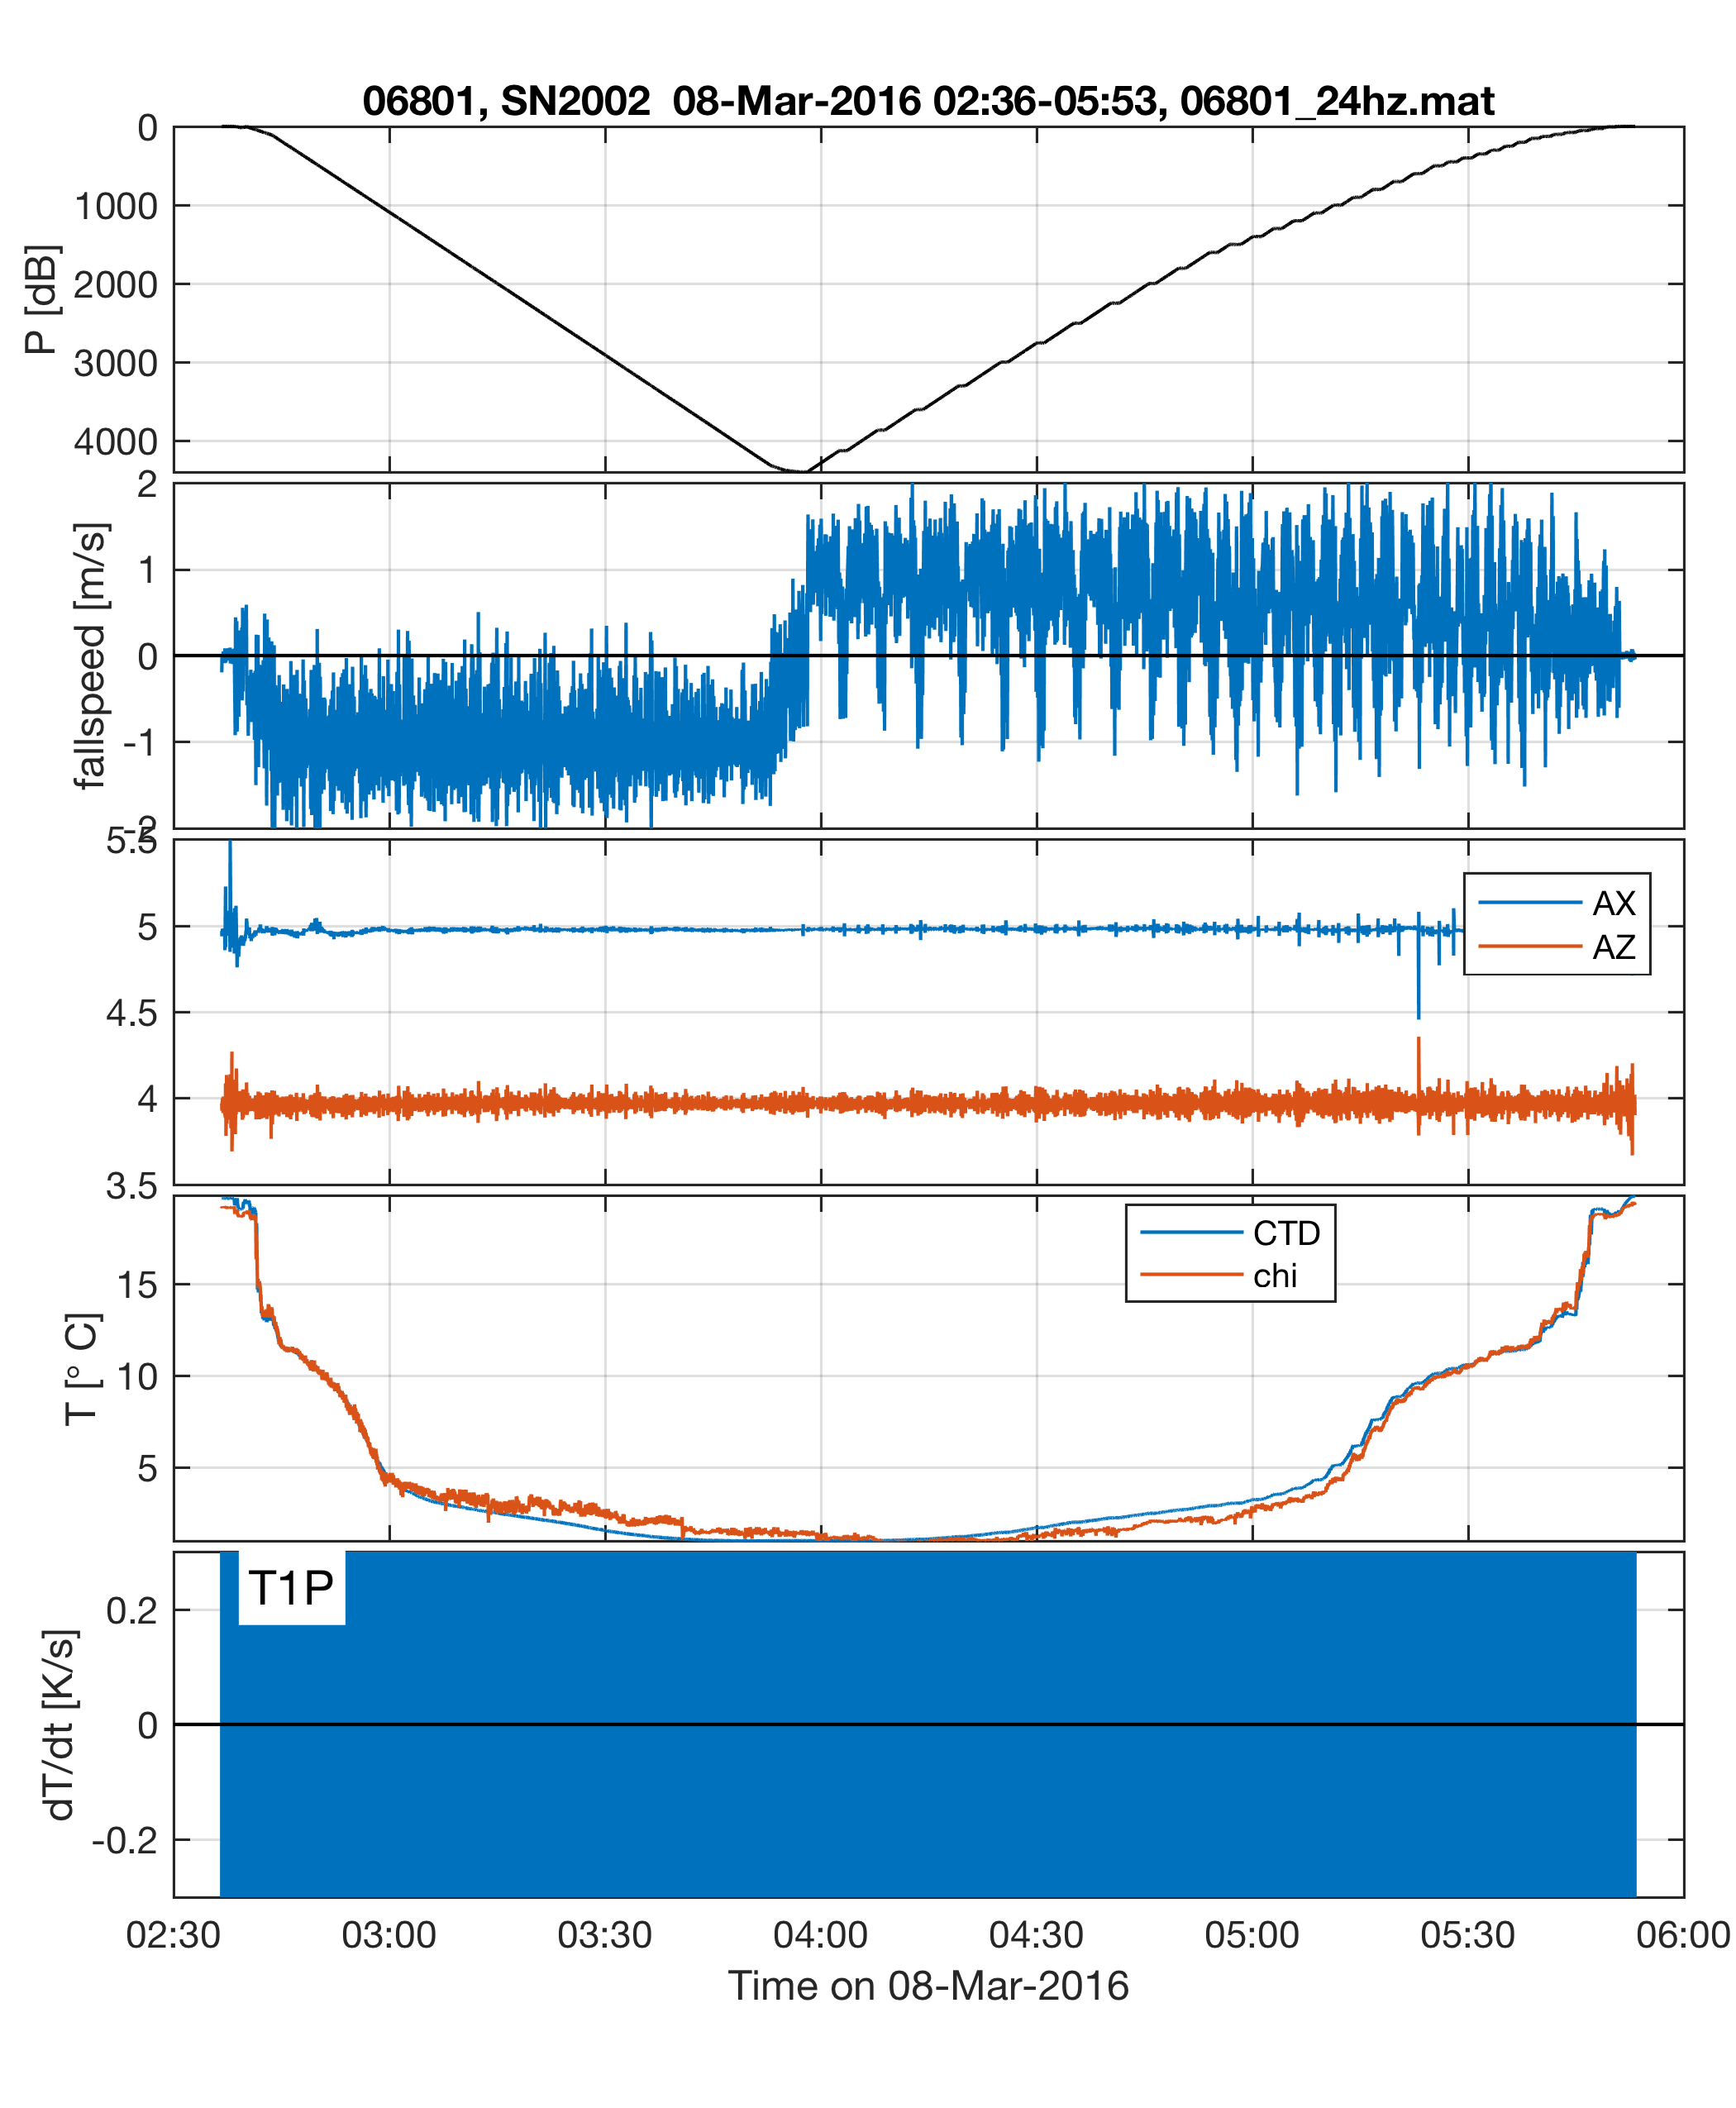 06801, SN2002  08-Mar-2016 02:36-05:53, 06801_24hz.mat
0
1000
2000
3000
4000
P [dB]
2
1
0
-1
-2
fallspeed [m/s]
5.5
5
4.5
4
3.5
AX
AZ
15
10
5
T [° C]
CTD
chi
T1P
0.2
0
-0.2
dT/dt [K/s]
02:30 03:00 03:30 04:00 04:30 05:00 05:30 06:00
Time on 08-Mar-2016